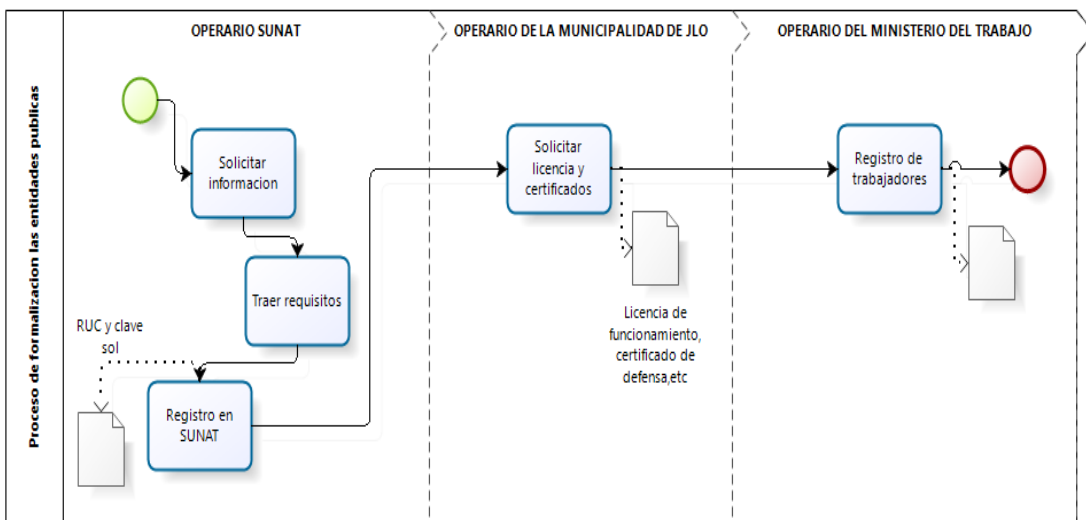 Proceso de formalizacion las entidades publicas
OPERARIO SUNAT
OPERARIO DE LA MUNICIPALIDAD DE JLO
OPERARIO DEL MINISTERIO DEL TRABAJO
Solicitar
informacion
Traer requisitos
RUC y clave
sol
Registro en
SUNAT
Solicitar
licencia y
certificados
Licencia de
funcionamiento,
certificado de
defensa,etc
Registro de
trabajadores